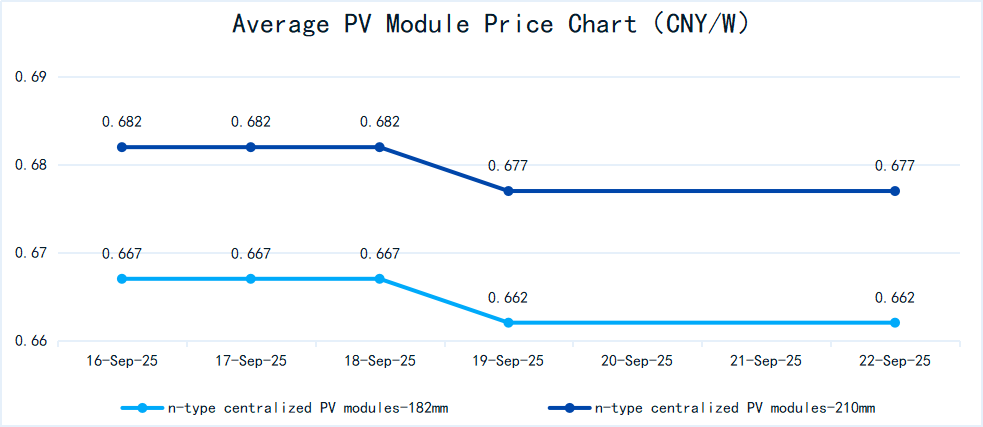 Average PV Module Price Chart (CNY/W)
0.69
0.682 0.682 0.682
0.68
0.677 0.677
0.67
0.667 0.667 0.667
0.662 0.662
0.66
16-Sep-25 17-Sep-25 18-Sep-25 19-Sep-25 20-Sep-25 21-Sep-25 22-Sep-25
n-type centralized PV modules-182mm n-type centralized PV modules-210mm